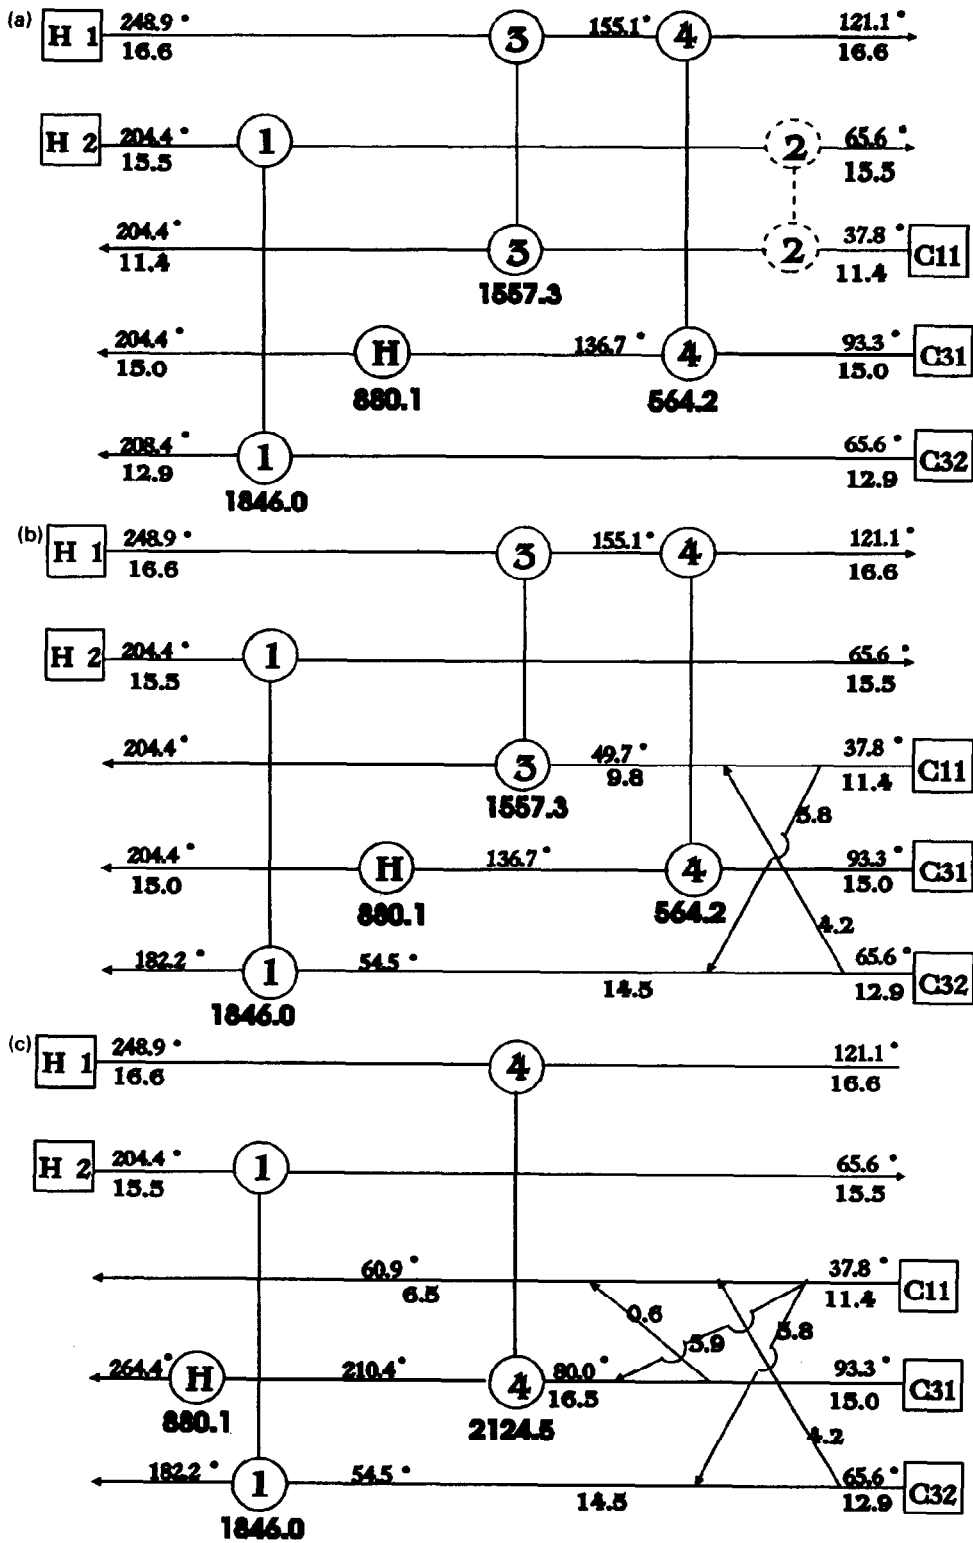 (a)
H 1 248.9 ° 3 155.1 ° 4 121.1 °
16.6 16.6
H 2 204.4 ° 1 2 65.6 °
15.5 15.5
204.4 ° 3 2 37.8 ° C11
11.4 1557.3 11.4
204.4 ° H 136.7 ° 4 93.3 ° C31
15.0 880.1 564.2 15.0
208.4 ° 1 65.6 ° C32
12.9 1846.0 12.9
(b)
H 1 248.9 ° 3 155.1 ° 4 121.1 °
16.6 16.6
H 2 204.4 ° 1 65.6 °
15.5 15.5
204.4 ° 3 49.7 ° 37.8 ° C11
1557.3 9.8 11.4
5.8
204.4 ° H 136.7 ° 4 93.3 ° C31
15.0 880.1 564.2 15.0
4.2
182.2 ° 1 54.5 ° 65.6 ° C32
1846.0 14.5 12.9
(c)
H 1 248.9 ° 4 121.1 °
16.6 16.6
H 2 204.4 ° 1 65.6 °
15.5 15.5
60.9 ° 37.8 ° C11
6.5 11.4
0.6 5.9 5.8
264.4 ° H 210.4 ° 4 80.0 ° 93.3 ° C31
880.1 2124.5 16.5 15.0
4.2
182.2 ° 1 54.5 ° 65.6 ° C32
1846.0 14.5 12.9